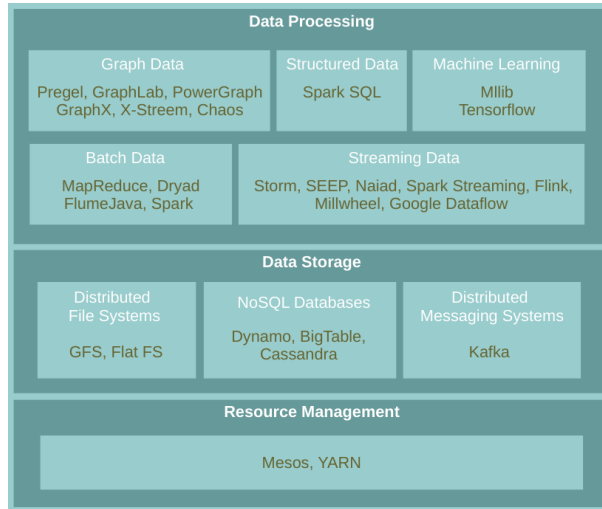 Data Processing
Graph Data
Pregel, GraphLab, PowerGraph
GraphX, X-Streem, Chaos
Structured Data
Spark SQL
Machine Learning
Mllib
Tensorflow
Batch Data
MapReduce, Dryad
FlumeJava, Spark
Streaming Data
Storm, SEEP, Naiad, Spark Streaming, Flink,
Millwheel, Google Dataflow
Data Storage
Distributed
File Systems
GFS, Flat FS
NoSQL Databases
Dynamo, BigTable,
Cassandra
Distributed
Messaging Systems
Kafka
Resource Management
Mesos, YARN